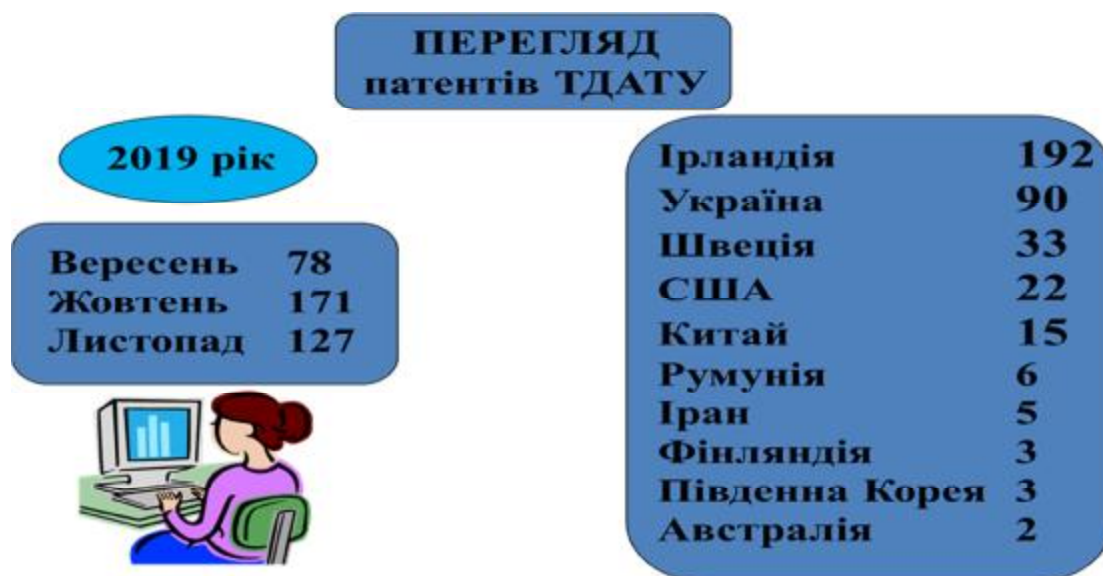 ПЕРЕГЛЯД
патентів ТДАТУ
2019 рік
Вересень 78
Жовтень 171
Листопад 127
Ірландія 192
Україна 90
Швеція 33
США 22
Китай 15
Румунія 6
Іран 5
Фінляндія 3
Південна Корея 3
Австралія 2